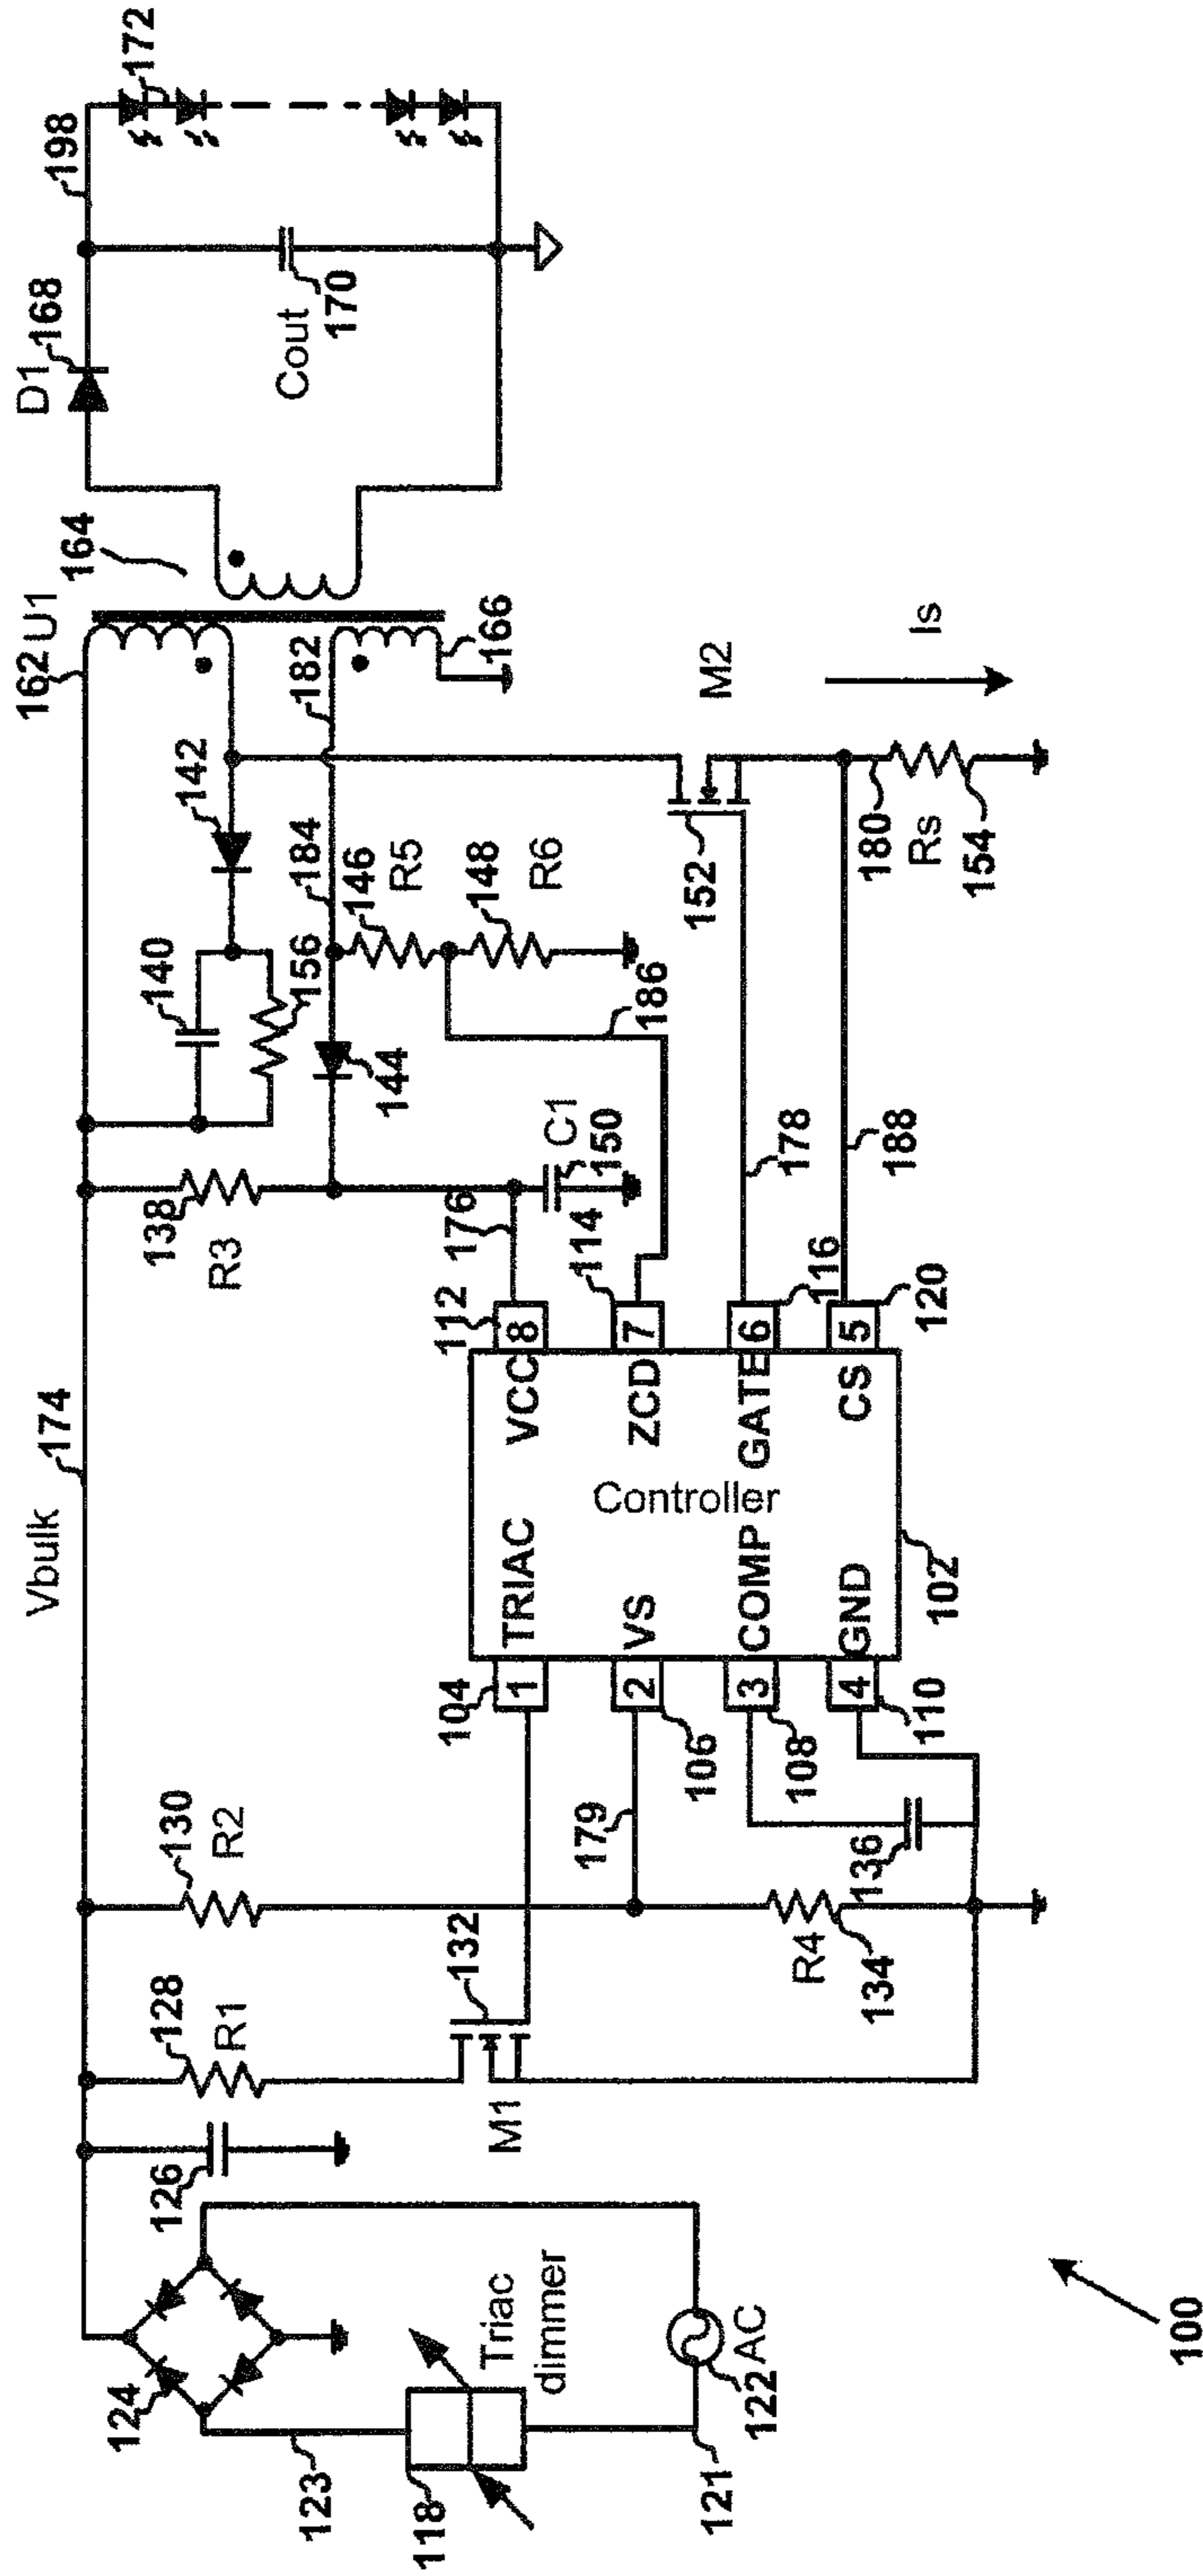 Vbulk
174
162
U1
164
D1
168
198
172
124
126
128
R1
130
R2
138
R3
140
156
142
184
182
166
146
R5
148
R6
144
176
C1
150
186
Cout
170
123
118
Triac
dimmer
121
122
AC
M1
132
179
R4
134
136
104
1
TRIAC
106
2
VS
108
3
COMP
110
4
GND
Controller
102
112
8
VCC
114
7
ZCD
116
6
GATE
120
5
CS
178
188
152
M2
180
Rs
154
Is
100